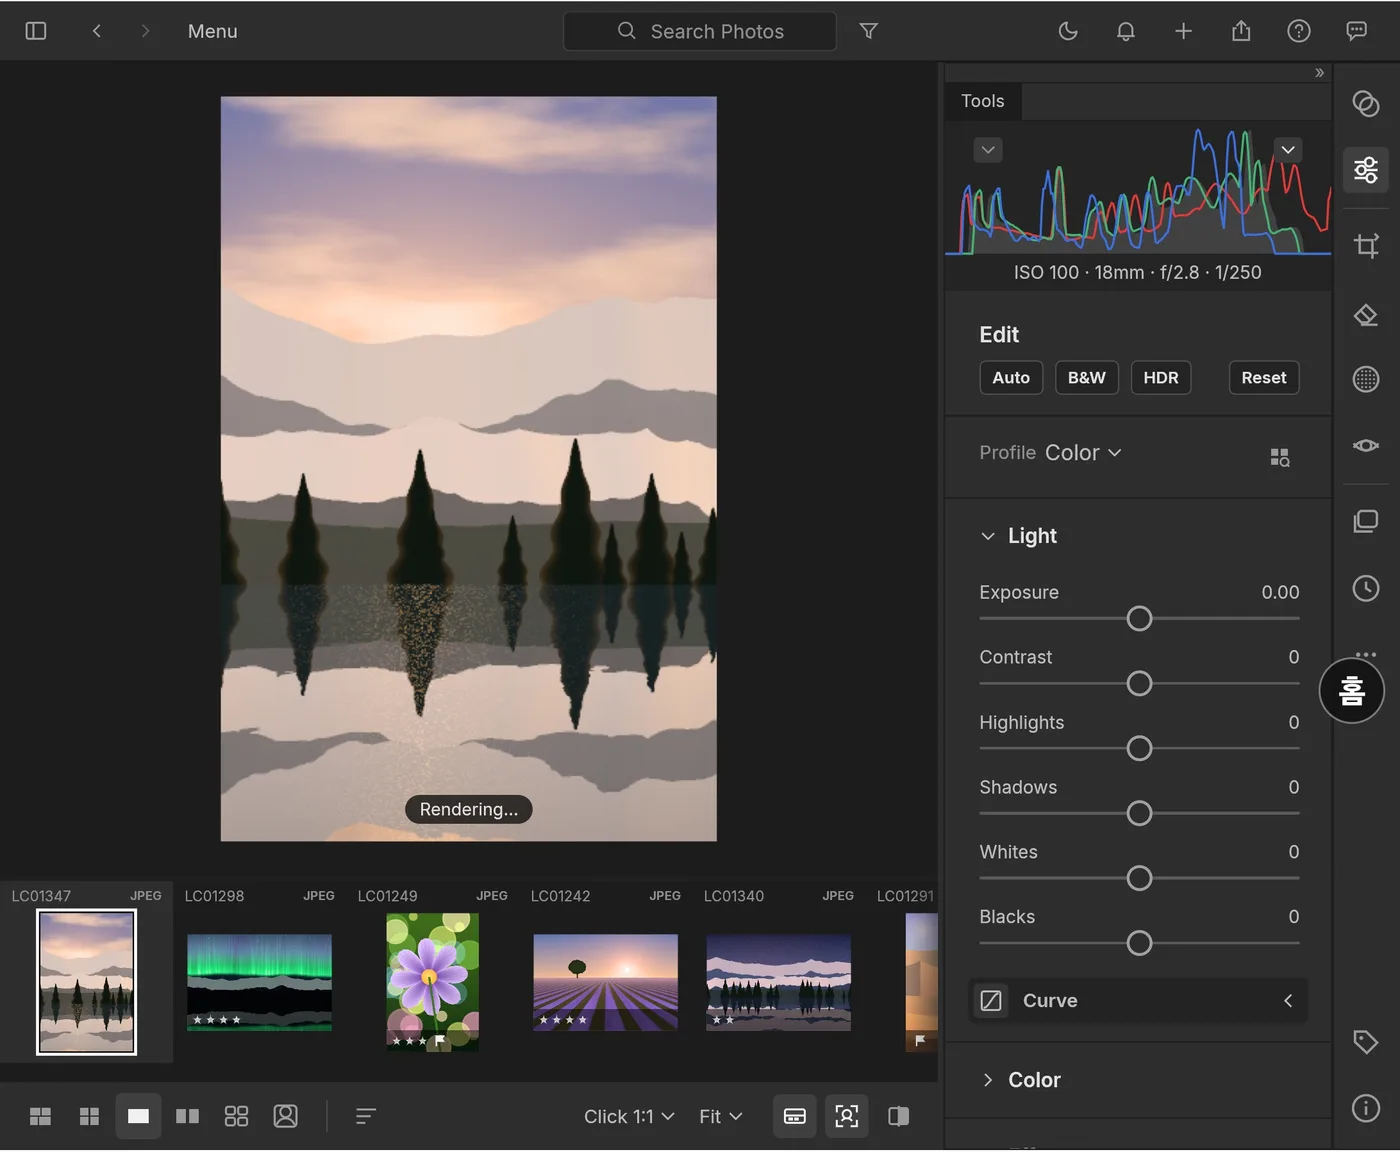 Menu
Search Photos
Tools
ISO 100 · 18mm · f/2.8 · 1/250
Edit
Auto B&W HDR Reset
Profile Color
Light
Exposure 0.00
Contrast 0
Highlights 0
Shadows 0
Whites 0
Blacks 0
Curve
Color
Rendering...
LC01347 JPEG LC01298 JPEG LC01249 JPEG LC01242 JPEG LC01340 JPEG LC01291
Click 1:1 Fit